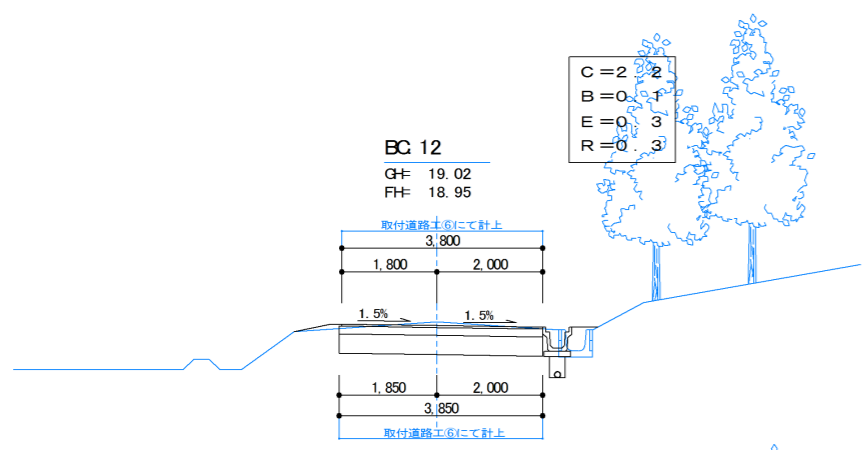 C=2.2
B=0.1
E=0.3
R=0.3
BC.12
GH= 19.02
FH= 18.95
取付道路工⑥にて計上
3,800
1,800 2,000
1.5% 1.5%
1,850 2,000
3,850
取付道路工⑥にて計上